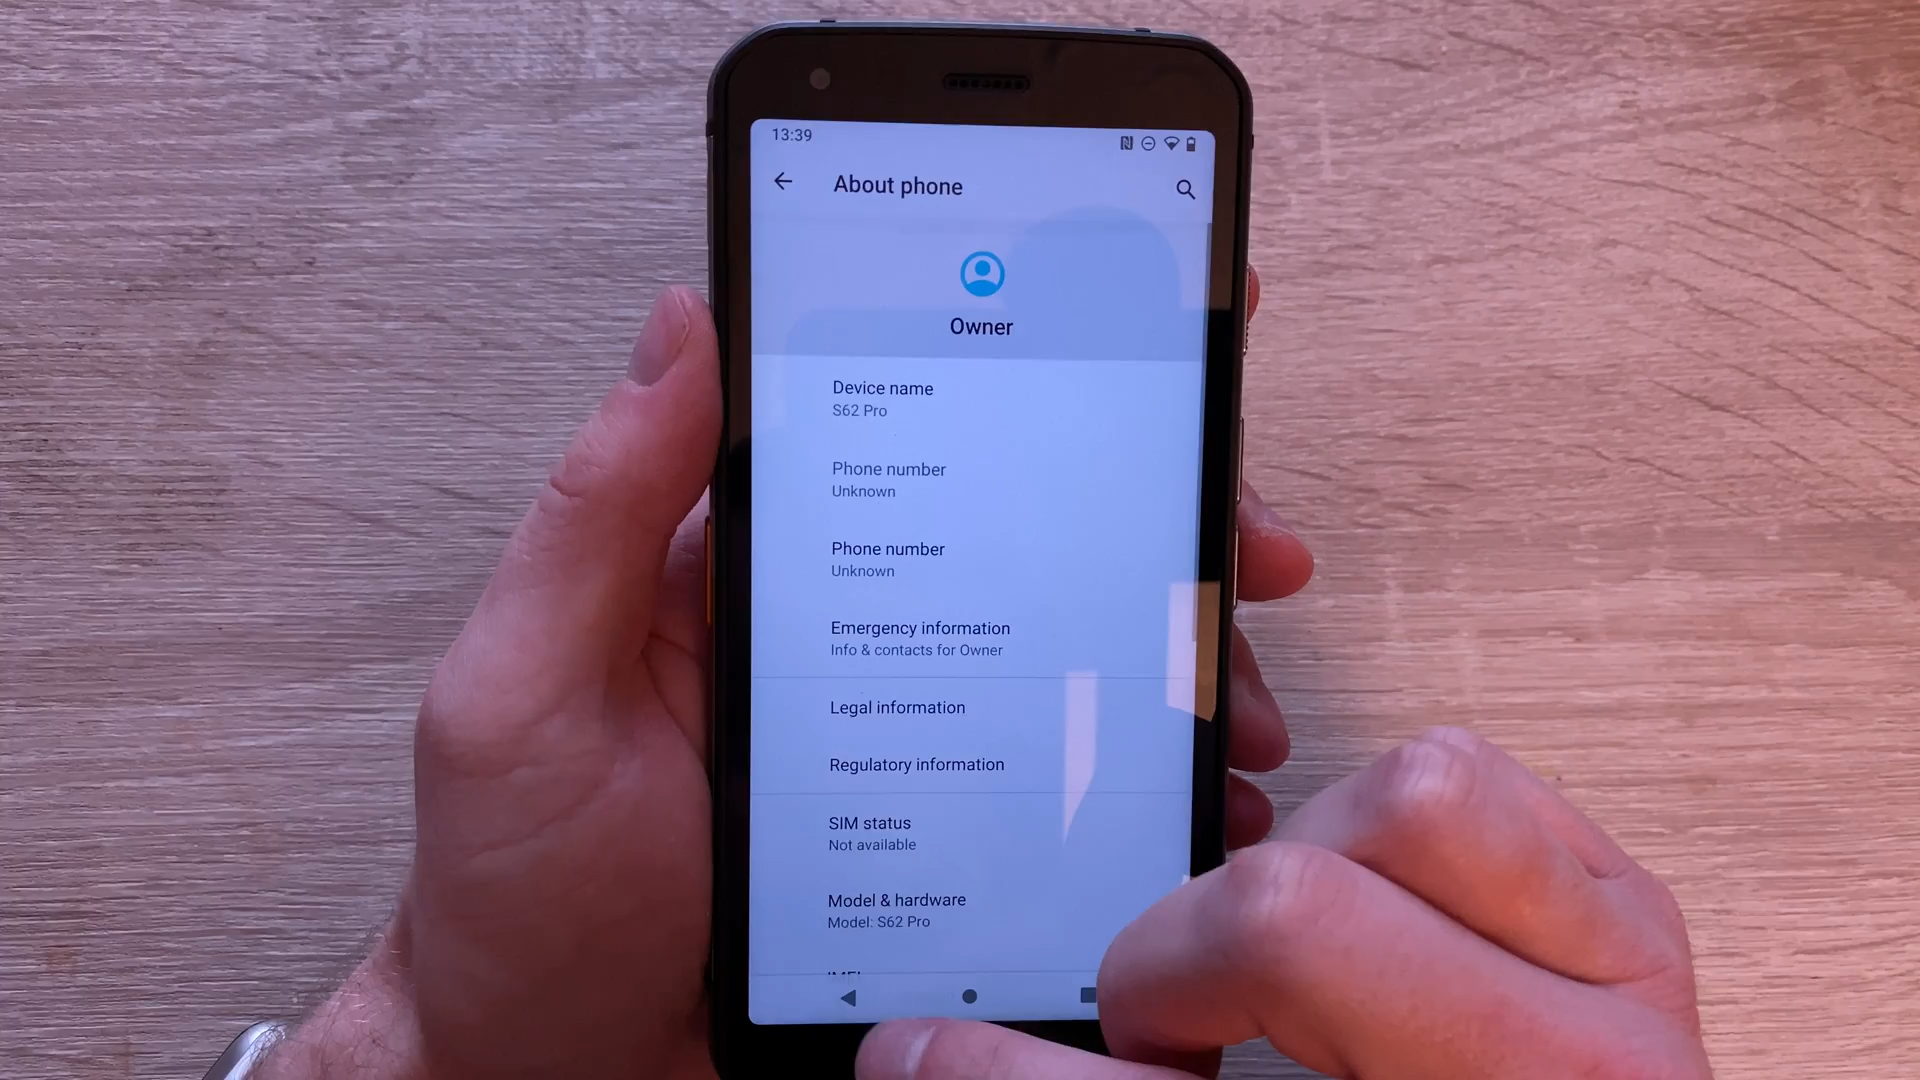 13:39
About phone
Owner
Device name
S62 Pro
Phone number
Unknown
Phone number
Unknown
Emergency information
Info & contacts for Owner
Legal information
Regulatory information
SIM status
Not available
Model & hardware
Model: S62 Pro
IMEI